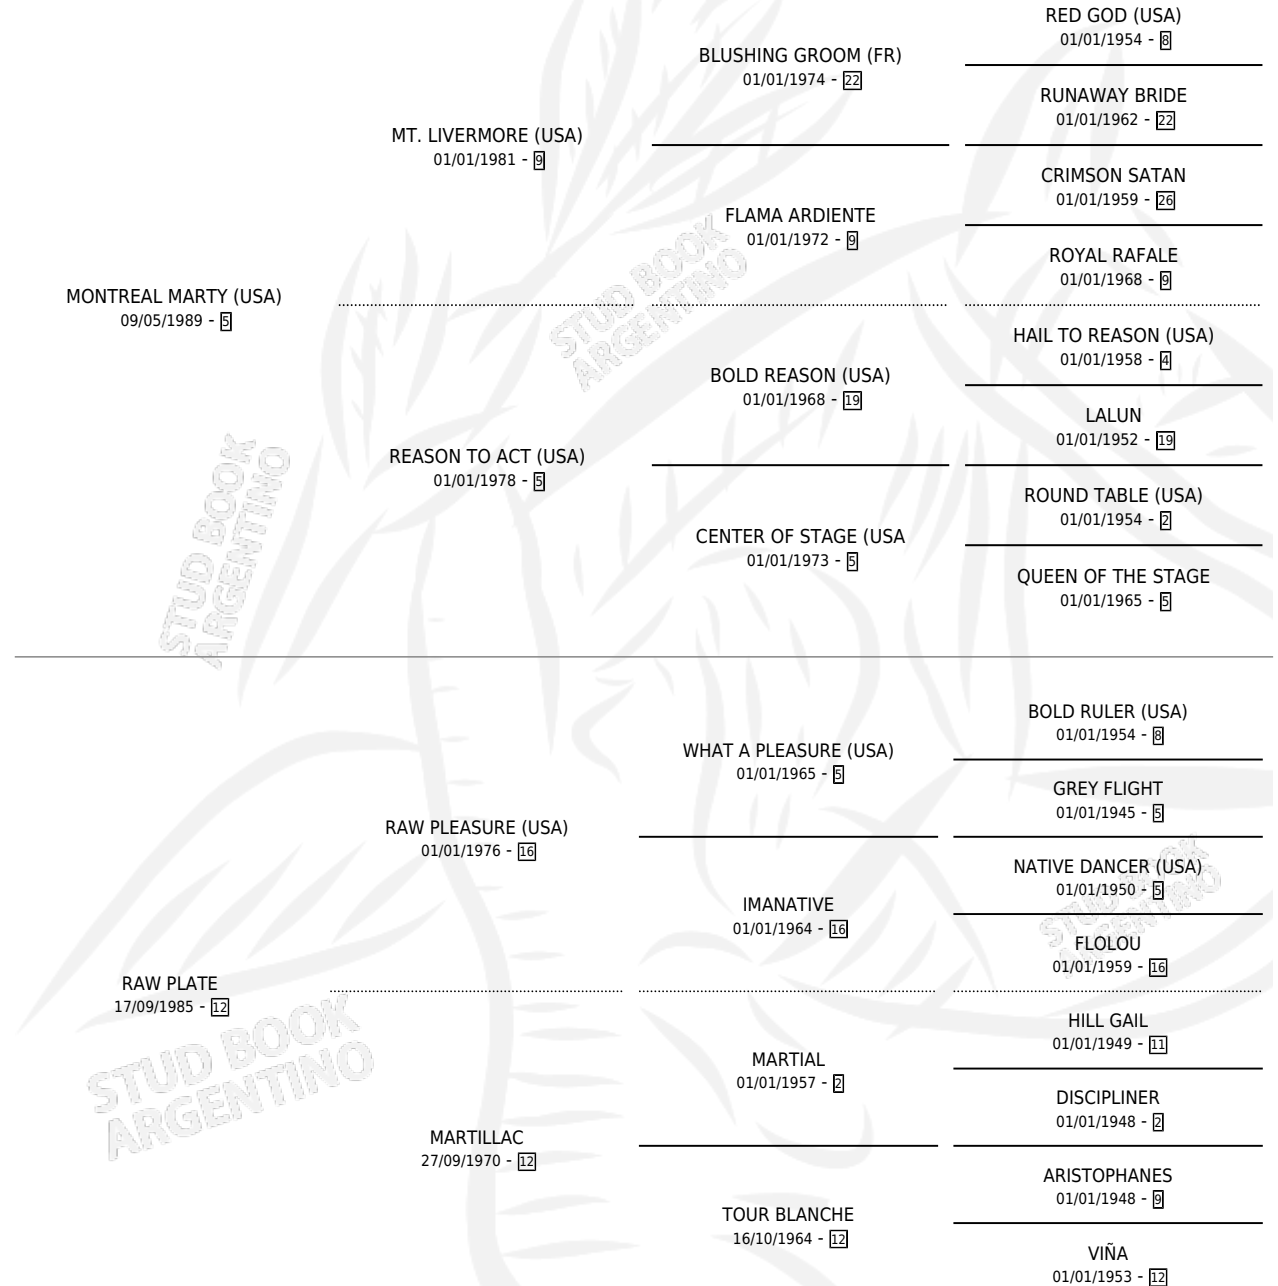 RED GOD (USA)
01/01/1954 - 8
BLUSHING GROOM (FR)
01/01/1974 - 22
RUNAWAY BRIDE
01/01/1962 - 22
MT. LIVERMORE (USA)
01/01/1981 - 9
CRIMSON SATAN
01/01/1959 - 26
FLAMA ARDIENTE
01/01/1972 - 9
ROYAL RAFALE
01/01/1968 - 9
MONTREAL MARTY (USA)
09/05/1989 - 5
STUD BOOK
ARGENTINO
HAIL TO REASON (USA)
01/01/1958 - 4
BOLD REASON (USA)
01/01/1968 - 19
LALUN
01/01/1952 - 19
REASON TO ACT (USA)
01/01/1978 - 5
ROUND TABLE (USA)
01/01/1954 - 2
CENTER OF STAGE (USA
01/01/1973 - 5
QUEEN OF THE STAGE
01/01/1965 - 5
STUD BOOK
ARGENTINO
BOLD RULER (USA)
01/01/1954 - 8
WHAT A PLEASURE (USA)
01/01/1965 - 5
GREY FLIGHT
01/01/1945 - 5
RAW PLEASURE (USA)
01/01/1976 - 16
NATIVE DANCER (USA)
01/01/1950 - 5
IMANATIVE
01/01/1964 - 16
STUD BOOK
ARGENTINO
FLOLOU
01/01/1959 - 16
RAW PLATE
17/09/1985 - 12
HILL GAIL
01/01/1949 - 11
MARTIAL
01/01/1957 - 2
STUD BOOK
ARGENTINO
DISCIPLINER
01/01/1948 - 2
MARTILLAC
27/09/1970 - 12
ARISTOPHANES
01/01/1948 - 9
TOUR BLANCHE
16/10/1964 - 12
VIÑA
01/01/1953 - 12